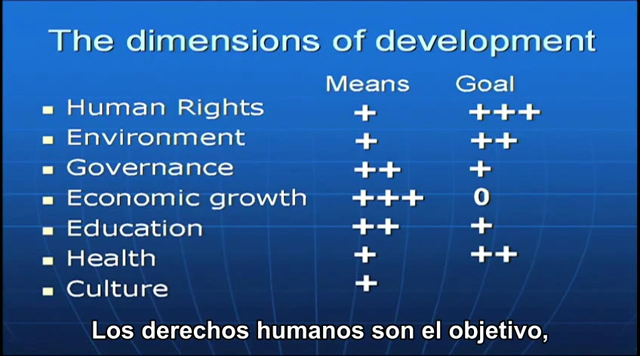 The dimensions of development
Means Goal
Human Rights + +++
Environment + ++
Governance ++ +
Economic growth +++ 0
Education ++ +
Health + ++
Culture +
Los derechos humanos son el objetivo,